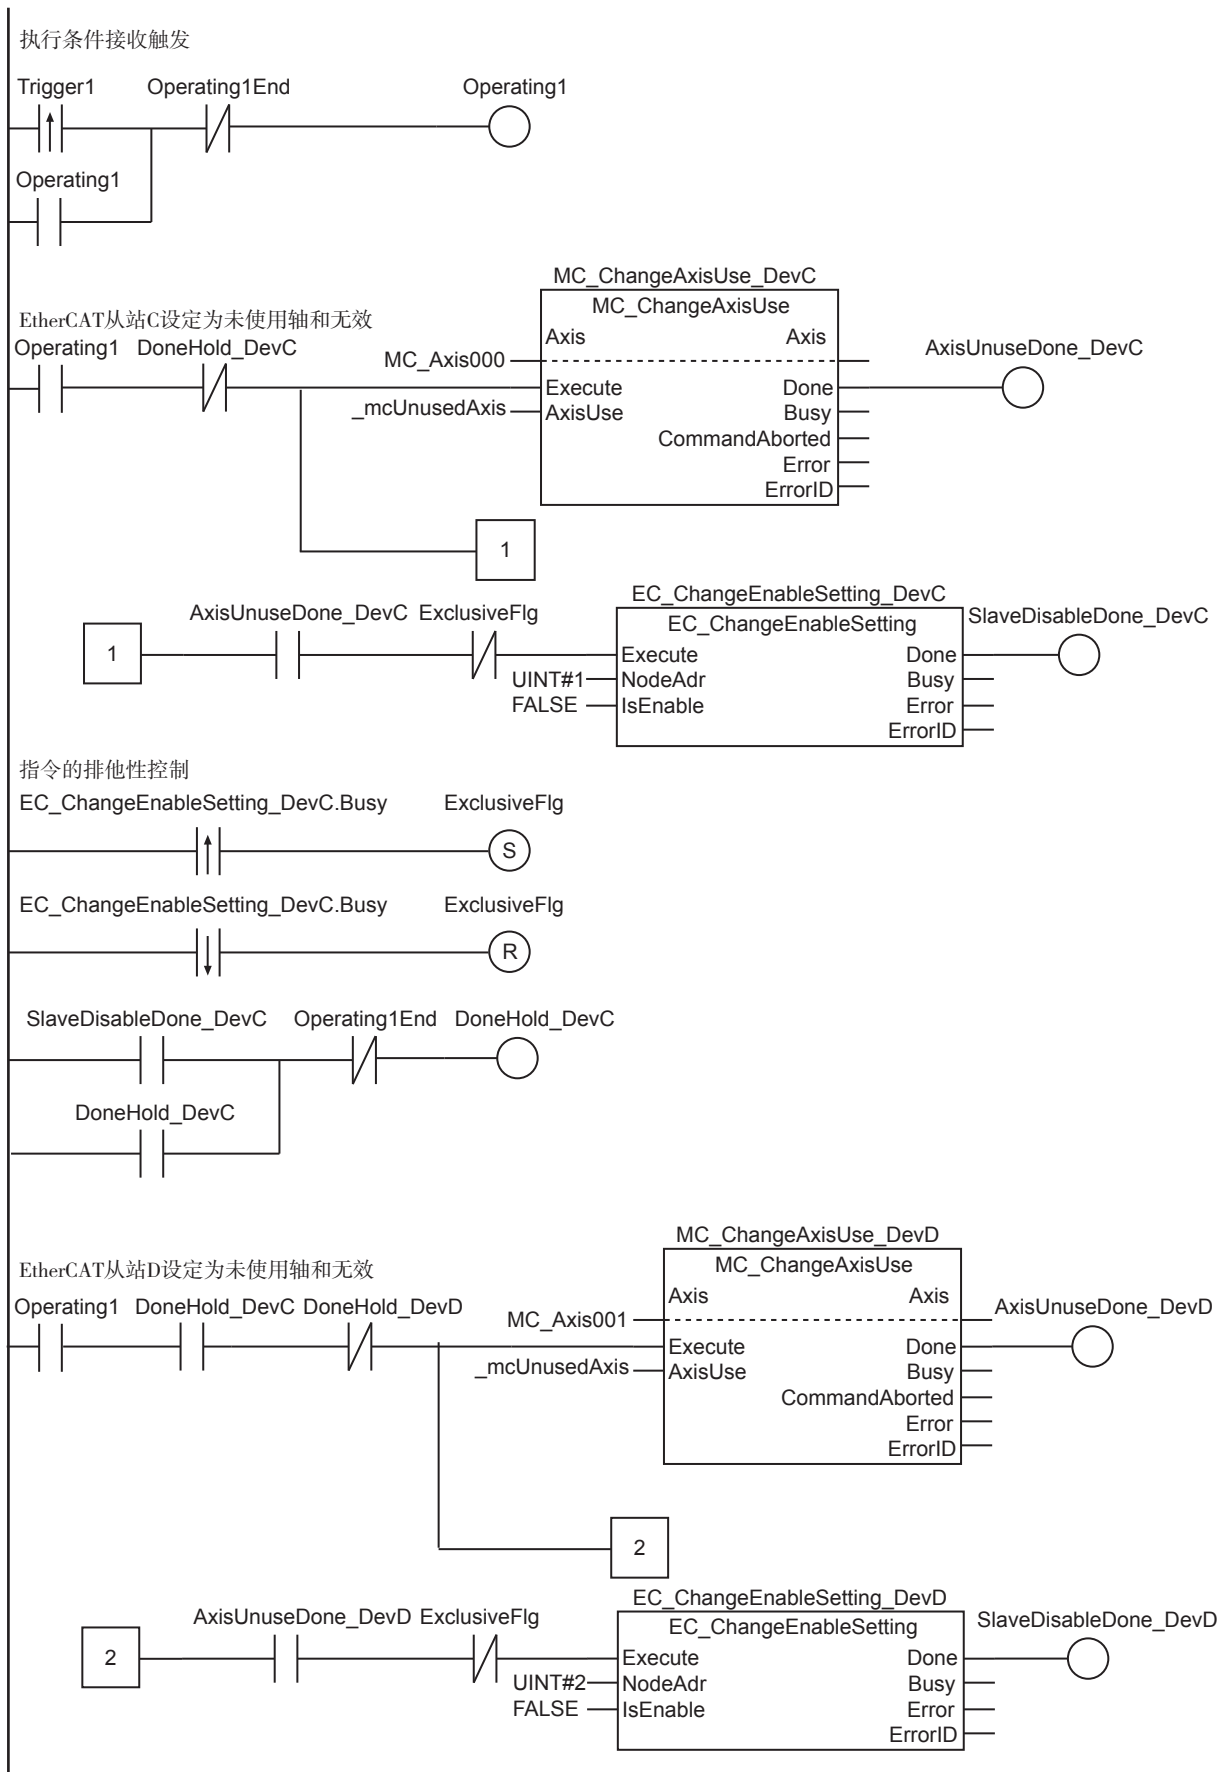 执行条件接收触发
Trigger1 Operating1End Operating1
Operating1
MC_ChangeAxisUse_DevC
MC_ChangeAxisUse
EtherCAT从站C设定为未使用轴和无效
Axis Axis
Operating1 DoneHold_DevC AxisUnuseDone_DevC
MC_Axis000
Execute Done
_mcUnusedAxis AxisUse Busy
CommandAborted
Error
ErrorID
1
EC_ChangeEnableSetting_DevC
AxisUnuseDone_DevC ExclusiveFlg EC_ChangeEnableSetting SlaveDisableDone_DevC
1 Execute Done
UINT#1 NodeAdr Busy
FALSE IsEnable Error
ErrorID
指令的排他性控制
EC_ChangeEnableSetting_DevC.Busy ExclusiveFlg
S
EC_ChangeEnableSetting_DevC.Busy ExclusiveFlg
R
SlaveDisableDone_DevC Operating1End DoneHold_DevC
DoneHold_DevC
MC_ChangeAxisUse_DevD
MC_ChangeAxisUse
EtherCAT从站D设定为未使用轴和无效
Axis Axis
Operating1 DoneHold_DevC DoneHold_DevD AxisUnuseDone_DevD
MC_Axis001
Execute Done
_mcUnusedAxis AxisUse Busy
CommandAborted
Error
ErrorID
2
EC_ChangeEnableSetting_DevD
AxisUnuseDone_DevD ExclusiveFlg EC_ChangeEnableSetting SlaveDisableDone_DevD
2 Execute Done
UINT#2 NodeAdr Busy
FALSE IsEnable Error
ErrorID